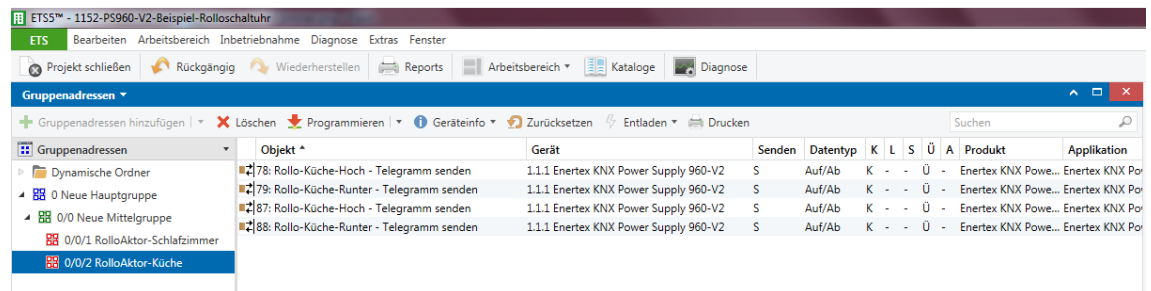 ETS5™ - 1152-PS960-V2-Beispiel-Rolloschaltuhr
ETS Bearbeiten Arbeitsbereich Inbetriebnahme Diagnose Extras Fenster
Projekt schließen Rückgängig Wiederherstellen Reports Arbeitsbereich Kataloge Diagnose
Gruppenadressen
Gruppenadressen hinzufügen Löschen Programmieren Geräteinfo Zurücksetzen Entladen Drucken Suchen
Gruppenadressen Objekt Gerät Senden Datentyp K L S Ü A Produkt Applikation
Dynamische Ordner 78: Rollo-Küche-Hoch - Telegramm senden 1.1.1 Enertex KNX Power Supply 960-V2 S Auf/Ab K - - Ü - Enertex KNX Powe... Enertex KNX Po
0 Neue Hauptgruppe 79: Rollo-Küche-Runter - Telegramm senden 1.1.1 Enertex KNX Power Supply 960-V2 S Auf/Ab K - - Ü - Enertex KNX Powe... Enertex KNX Po
0/0 Neue Mittelgruppe 87: Rollo-Küche-Hoch - Telegramm senden 1.1.1 Enertex KNX Power Supply 960-V2 S Auf/Ab K - - Ü - Enertex KNX Powe... Enertex KNX Po
0/0/1 RolloAktor-Schlafzimmer 88: Rollo-Küche-Runter - Telegramm senden 1.1.1 Enertex KNX Power Supply 960-V2 S Auf/Ab K - - Ü - Enertex KNX Powe... Enertex KNX Po
0/0/2 RolloAktor-Küche